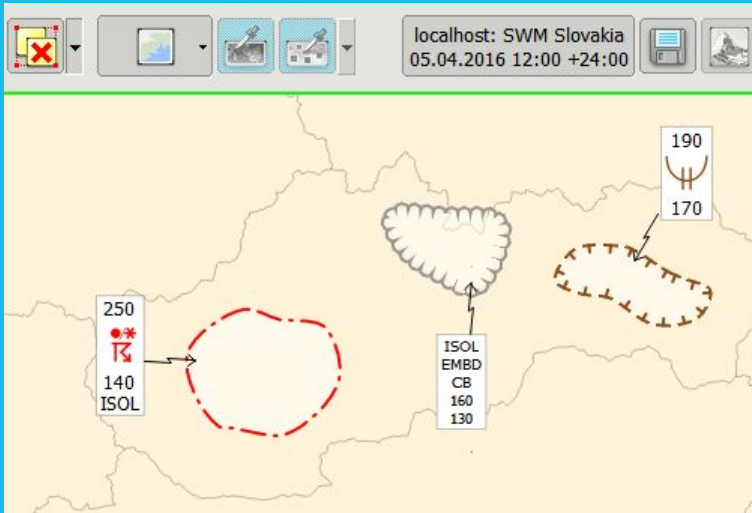 localhost: SWM Slovakia
05.04.2016 12:00 +24:00
190
170
250
140
ISOL
ISOL
EMBD
CB
160
130